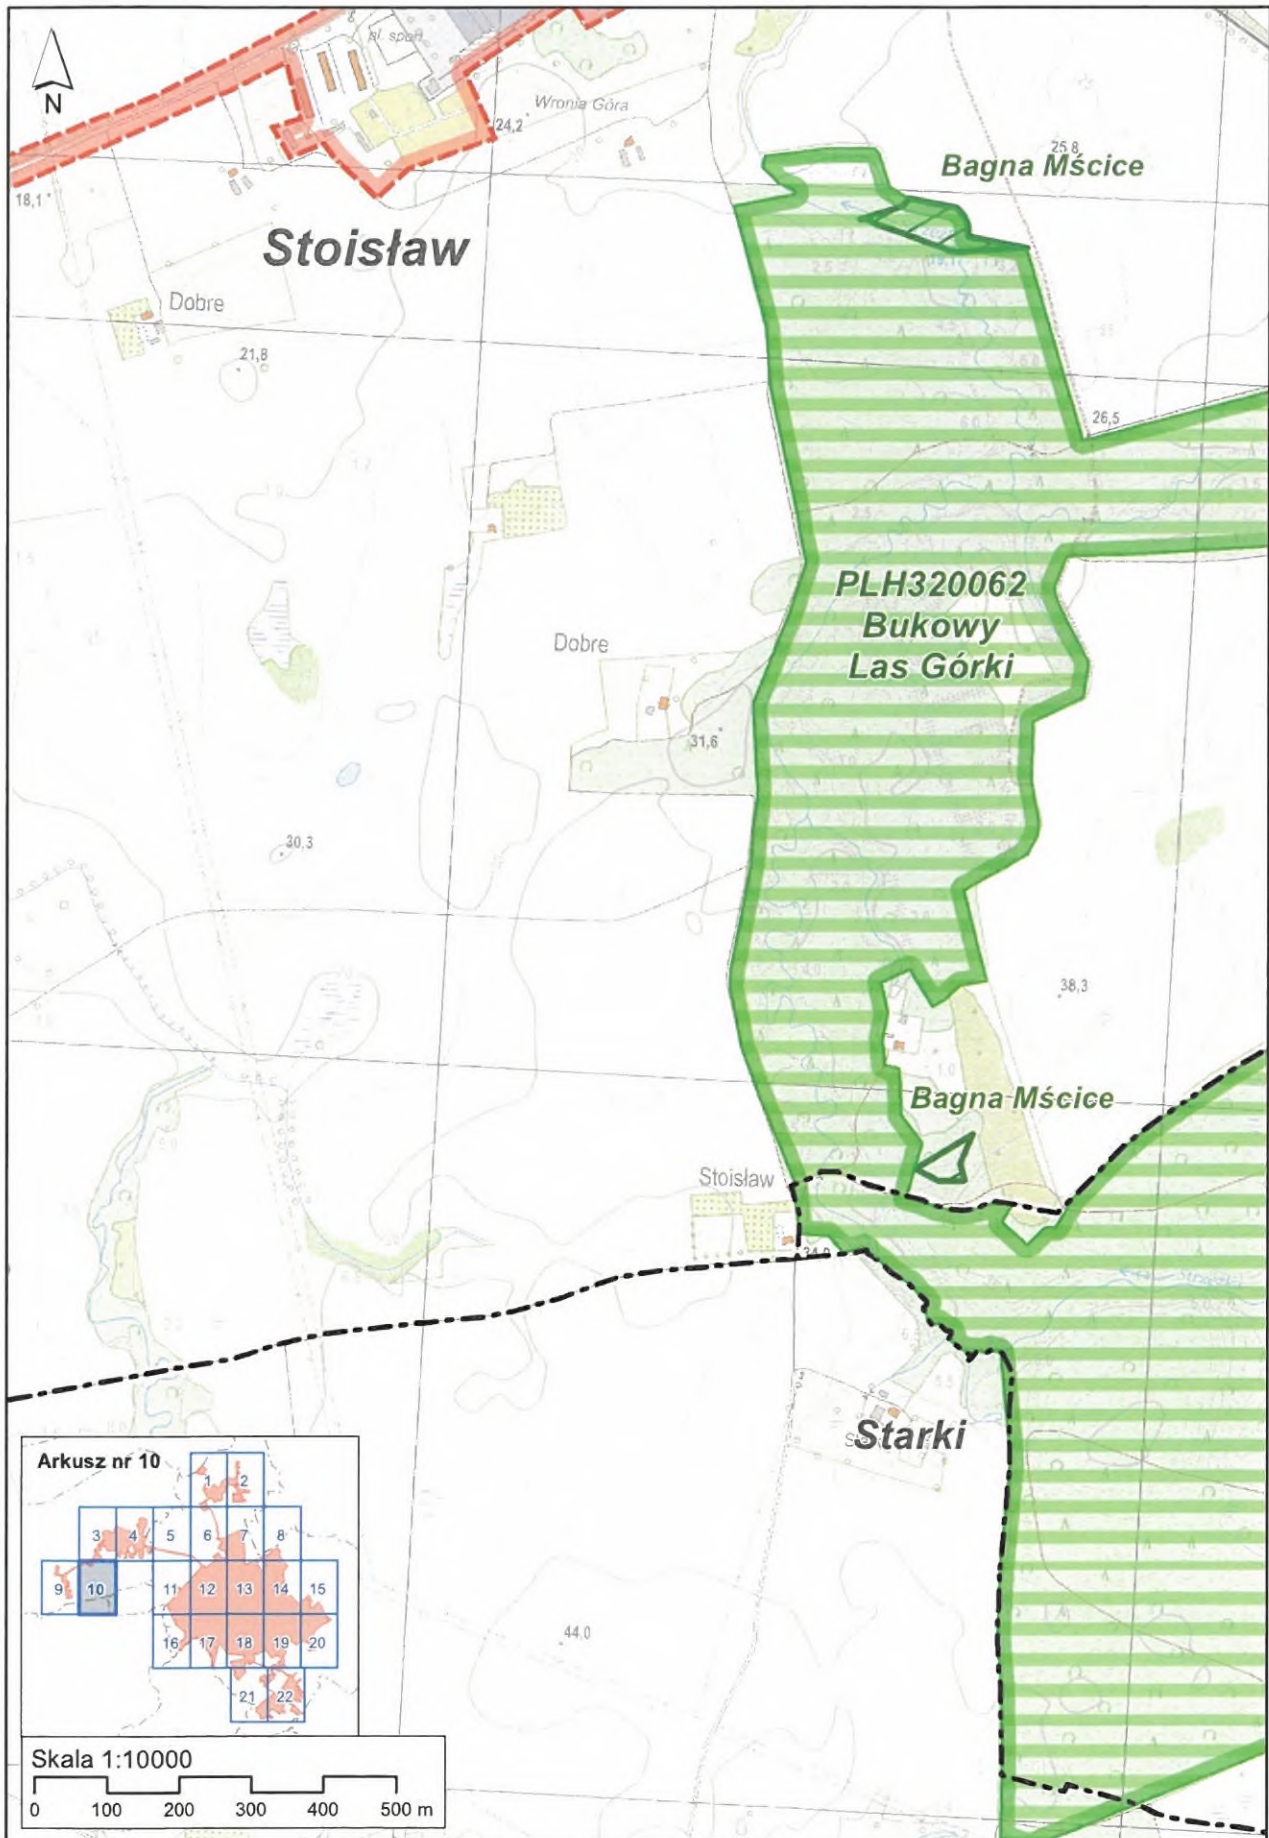 N
pl. sport.
Wronia Góra
24,2
25,8
Bagna Mścice
18,1
Stoisław
Dobre
21,8
26,5
PLH320062
Bukowy
Las Górki
Dobre
31,6
30,3
38,3
Bagna Mścice
Stoisław
Starki
44.0
Arkusz nr 10
1 2
3 4 5 6 7 8
9 10 11 12 13 14 15
16 17 18 19 20
21 22
Skala 1:10000
0 100 200 300 400 500 m